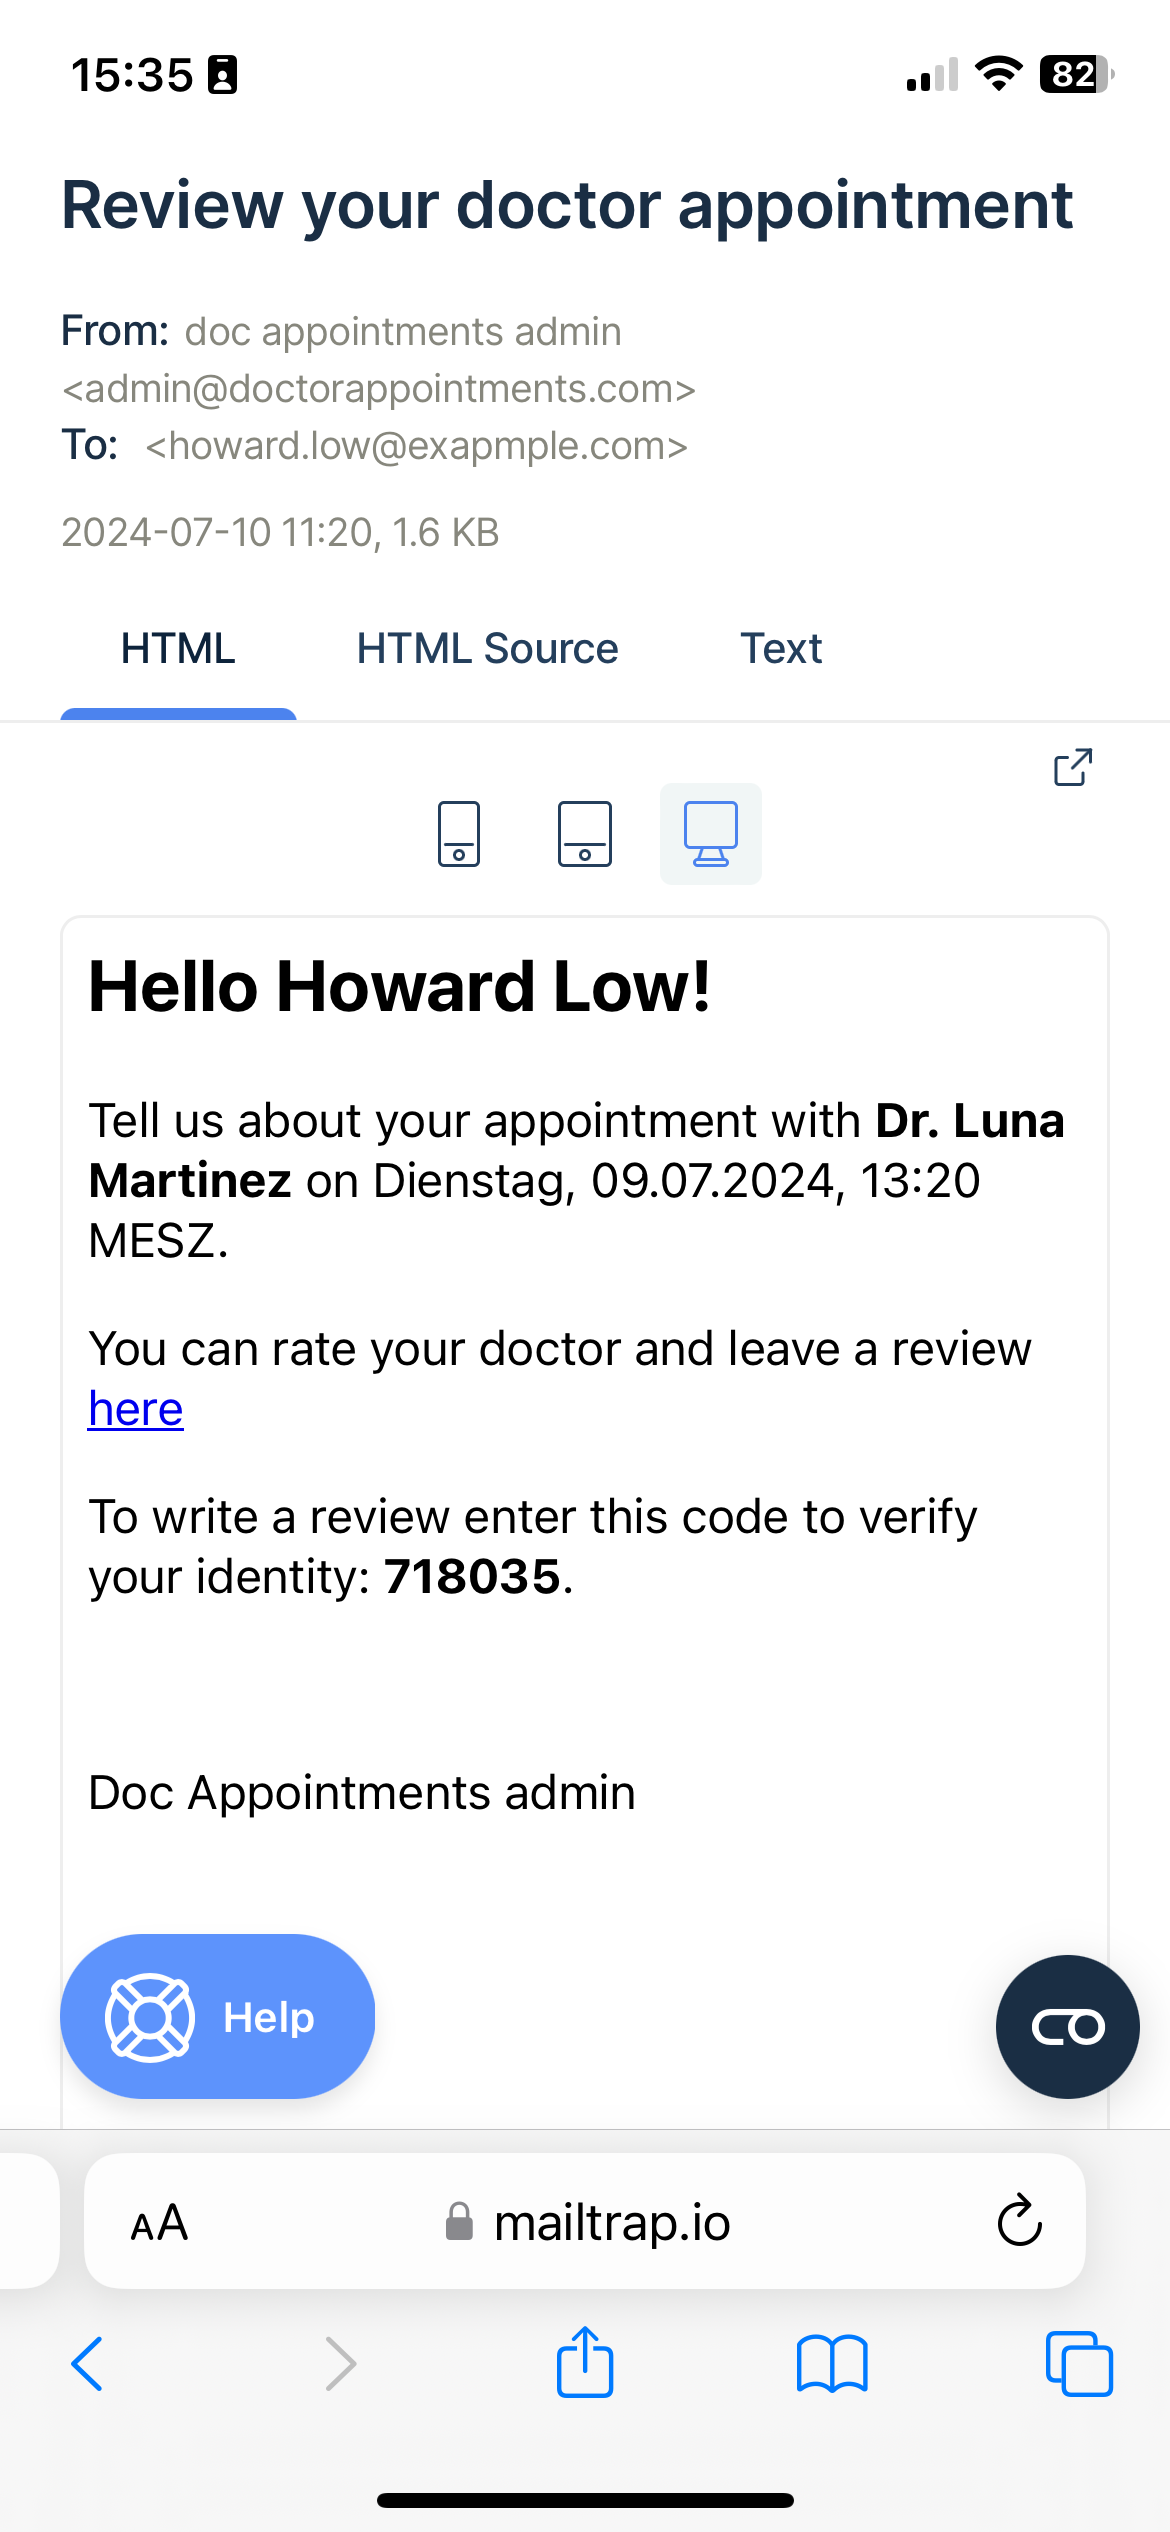 15:35
82
Review your doctor appointment
From: doc appointments admin
<admin@doctorappointments.com>
To: <howard.low@exapmple.com>
2024-07-10 11:20, 1.6 KB
HTML HTML Source Text
Hello Howard Low!
Tell us about your appointment with Dr. Luna
Martinez on Dienstag, 09.07.2024, 13:20
MESZ.
You can rate your doctor and leave a review
here
To write a review enter this code to verify
your identity: 718035.
Doc Appointments admin
Help
AA mailtrap.io